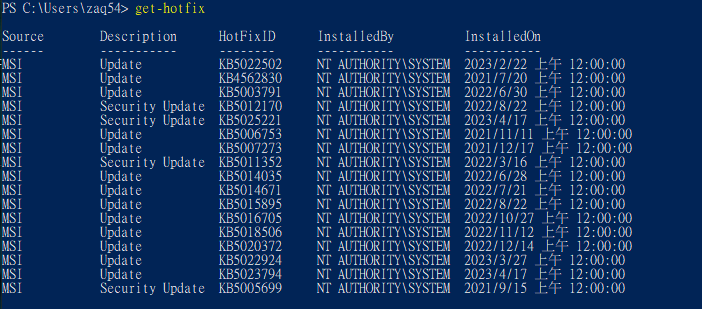 PS C:\Users\zaq54> get-hotfix
Source Description HotFixID InstalledBy InstalledOn
------ ----------- -------- ----------- -----------
MSI Update KB5022502 NT AUTHORITY\SYSTEM 2023/2/22 上午 12:00:00
MSI Update KB4562830 NT AUTHORITY\SYSTEM 2021/7/20 上午 12:00:00
MSI Update KB5003791 NT AUTHORITY\SYSTEM 2022/6/30 上午 12:00:00
MSI Security Update KB5012170 NT AUTHORITY\SYSTEM 2022/8/22 上午 12:00:00
MSI Security Update KB5025221 NT AUTHORITY\SYSTEM 2023/4/17 上午 12:00:00
MSI Update KB5006753 NT AUTHORITY\SYSTEM 2021/11/11 上午 12:00:00
MSI Update KB5007273 NT AUTHORITY\SYSTEM 2021/12/17 上午 12:00:00
MSI Security Update KB5011352 NT AUTHORITY\SYSTEM 2022/3/16 上午 12:00:00
MSI Update KB5014035 NT AUTHORITY\SYSTEM 2022/6/28 上午 12:00:00
MSI Update KB5014671 NT AUTHORITY\SYSTEM 2022/7/21 上午 12:00:00
MSI Update KB5015895 NT AUTHORITY\SYSTEM 2022/8/22 上午 12:00:00
MSI Update KB5016705 NT AUTHORITY\SYSTEM 2022/10/27 上午 12:00:00
MSI Update KB5018506 NT AUTHORITY\SYSTEM 2022/11/12 上午 12:00:00
MSI Update KB5020372 NT AUTHORITY\SYSTEM 2022/12/14 上午 12:00:00
MSI Update KB5022924 NT AUTHORITY\SYSTEM 2023/3/27 上午 12:00:00
MSI Update KB5023794 NT AUTHORITY\SYSTEM 2023/4/17 上午 12:00:00
MSI Security Update KB5005699 NT AUTHORITY\SYSTEM 2021/9/15 上午 12:00:00